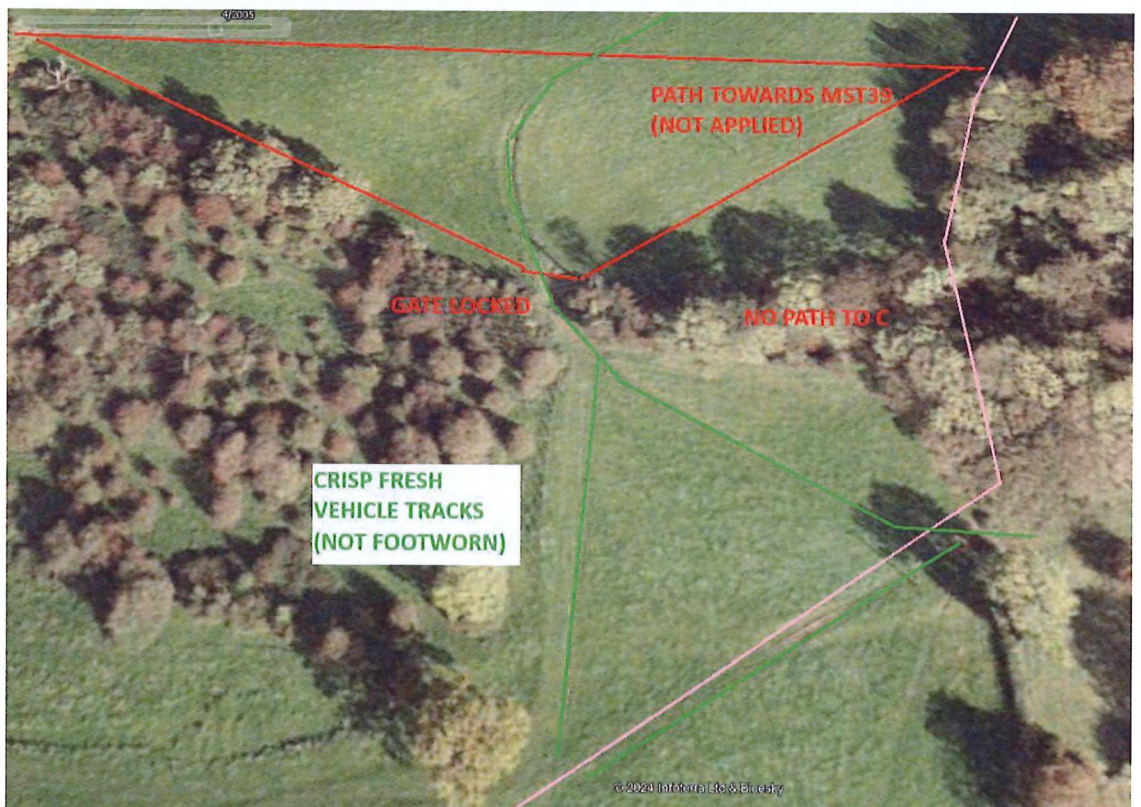 4/2005
PATH TOWARDS MST39
(NOT APPLIED)
GATE LOCKED
NO PATH TO C
CRISP FRESH
VEHICLE TRACKS
(NOT FOOTWORN)
© 2024 Infoterra Ltd & Bluesky